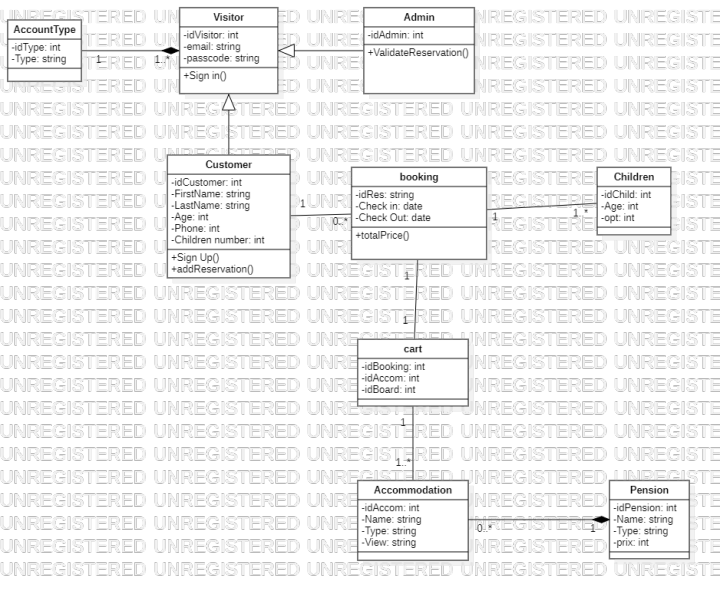 AccountType
-idType: int
-Type: string
1
1..*
Visitor
-idVisitor: int
-email: string
-passcode: string
+Sign in()
Admin
-idAdmin: int
+ValidateReservation()
Customer
-idCustomer: int
-FirstName: string
-LastName: string
-Age: int
-Phone: int
-Children number: int
+Sign Up()
+addReservation()
1
0..*
booking
-idRes: string
-Check in: date
-Check Out: date
+totalPrice()
1
1..*
Children
-idChild: int
-Age: int
-opt: int
1
1
cart
-idBooking: int
-idAccom: int
-idBoard: int
1
1..*
Accommodation
-idAccom: int
-Name: string
-Type: string
-View: string
0..*
1
Pension
-idPension: int
-Name: string
-Type: string
-prix: int
UNREGISTERED UNREGISTERED UNREGISTERED UNREGISTERED UNREGISTERED